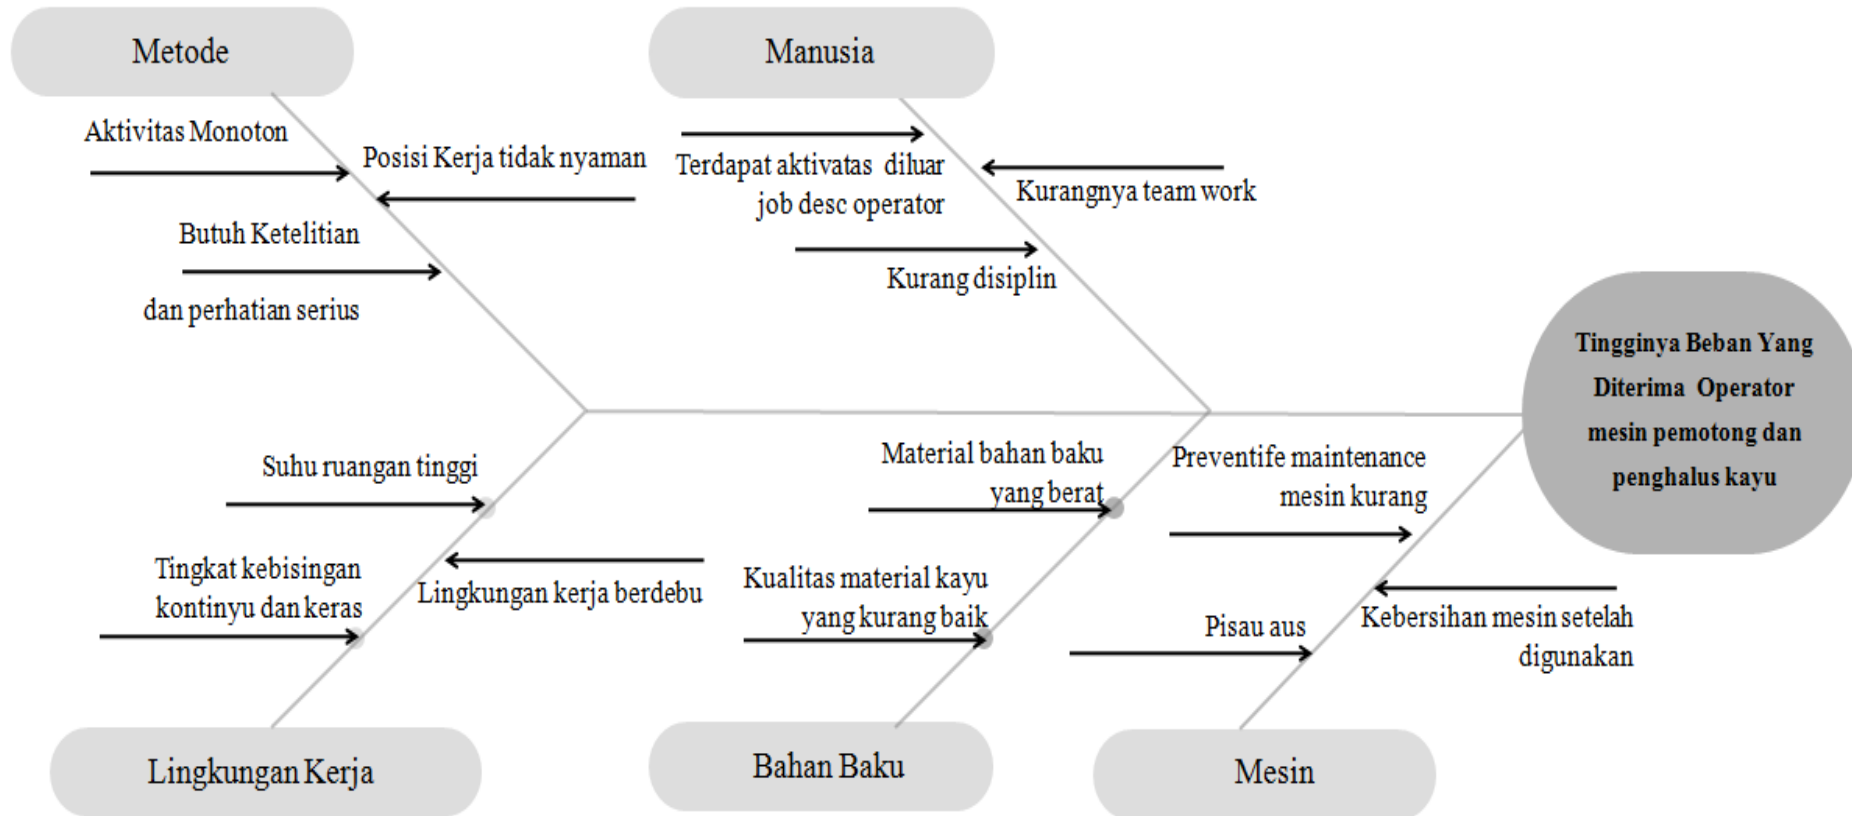 Metode
Manusia
Aktivitas Monoton
Posisi Kerja tidak nyaman
Butuh Ketelitian
dan perhatian serius
Terdapat aktivatas diluar
job desc operator
Kurangnya team work
Kurang disiplin
Tingginya Beban Yang
Diterima Operator
mesin pemotong dan
penghalus kayu
Suhu ruangan tinggi
Tingkat kebisingan
kontinyu dan keras
Lingkungan kerja berdebu
Material bahan baku
yang berat
Kualitas material kayu
yang kurang baik
Preventife maintenance
mesin kurang
Pisau aus
Kebersihan mesin setelah
digunakan
Lingkungan Kerja
Bahan Baku
Mesin